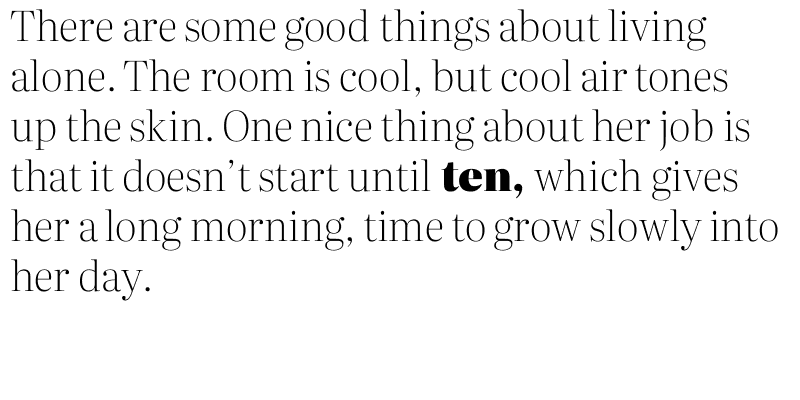 There are some good things about living
alone. The room is cool, but cool air tones
up the skin. One nice thing about her job is
that it doesn’t start until ten, which gives
her a long morning, time to grow slowly into
her day.